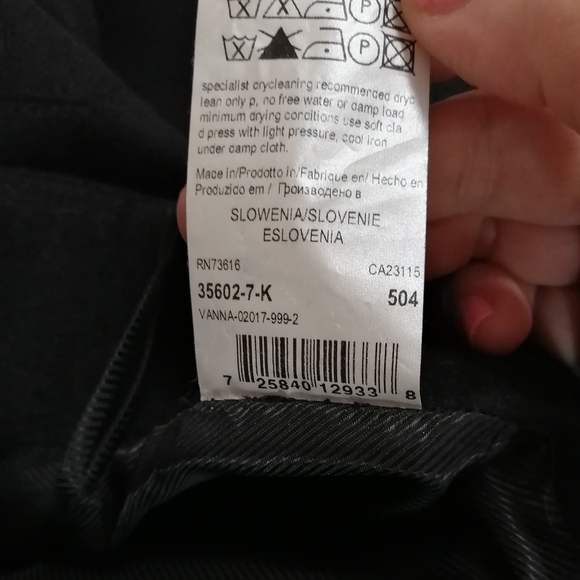 specialist drycleaning recommended dryc
lean only p, no free water or damp load
minimum drying conditions use soft cla
d press with light pressure, cool iron
under damp cloth.
Made in/Prodotto in/Fabrique en/ Hecho en
Produzido em / Производено в
SLOWENIA/SLOVENIE
ESLOVENIA
RN73616 CA23115
35602-7-K 504
VANNA-02017-999-2
7 25840 12933 8